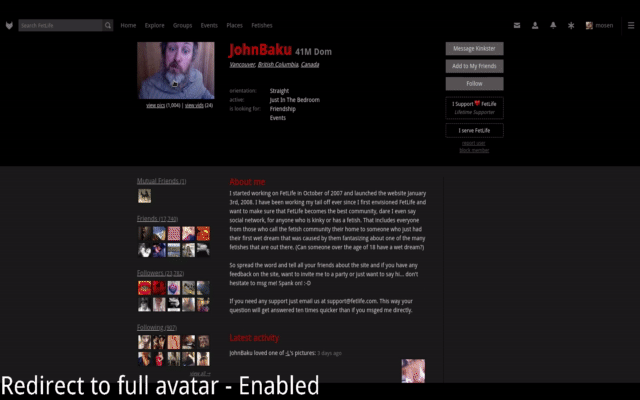 Search FetLife
Home Explore Groups Events Places Fetishes
mosen
JohnBaku 41M Dom
Vancouver, British Columbia, Canada
view pics (1,004) | view vids (24)
orientation: Straight
active: Just In The Bedroom
is looking for: Friendship
Events
Message Kinkster
Add to My Friends
Follow
I Support FetLife
Lifetime Supporter
I serve FetLife
report user
block member
Mutual Friends (1)
Friends (17,740)
Followers (23,782)
Following (907)
view all →
About me
I started working on FetLife in October of 2007 and launched the website January
3rd, 2008. I have been working my tail off ever since I first envisioned FetLife and
want to make sure that FetLife becomes the best community, dare I even say
social network, for anyone who is kinky or has a fetish. That includes everyone
from those who call the fetish community their home to someone who just had
their first wet dream that was caused by them fantasizing about one of the many
fetishes that are out there. (Can someone over the age of 18 have a wet dream?)
So spread the word and tell all your friends about the site and if you have any
feedback on the site, want to invite me to a party or just want to say hi... don't
hesitate to msg me! Spank on! :-D
If you need any support just email us at support@fetlife.com. This way your
question will get answered ten times quicker than if you msged me directly.
Latest activity
JohnBaku loved one of 's pictures: 3 days ago
Redirect to full avatar - Enabled